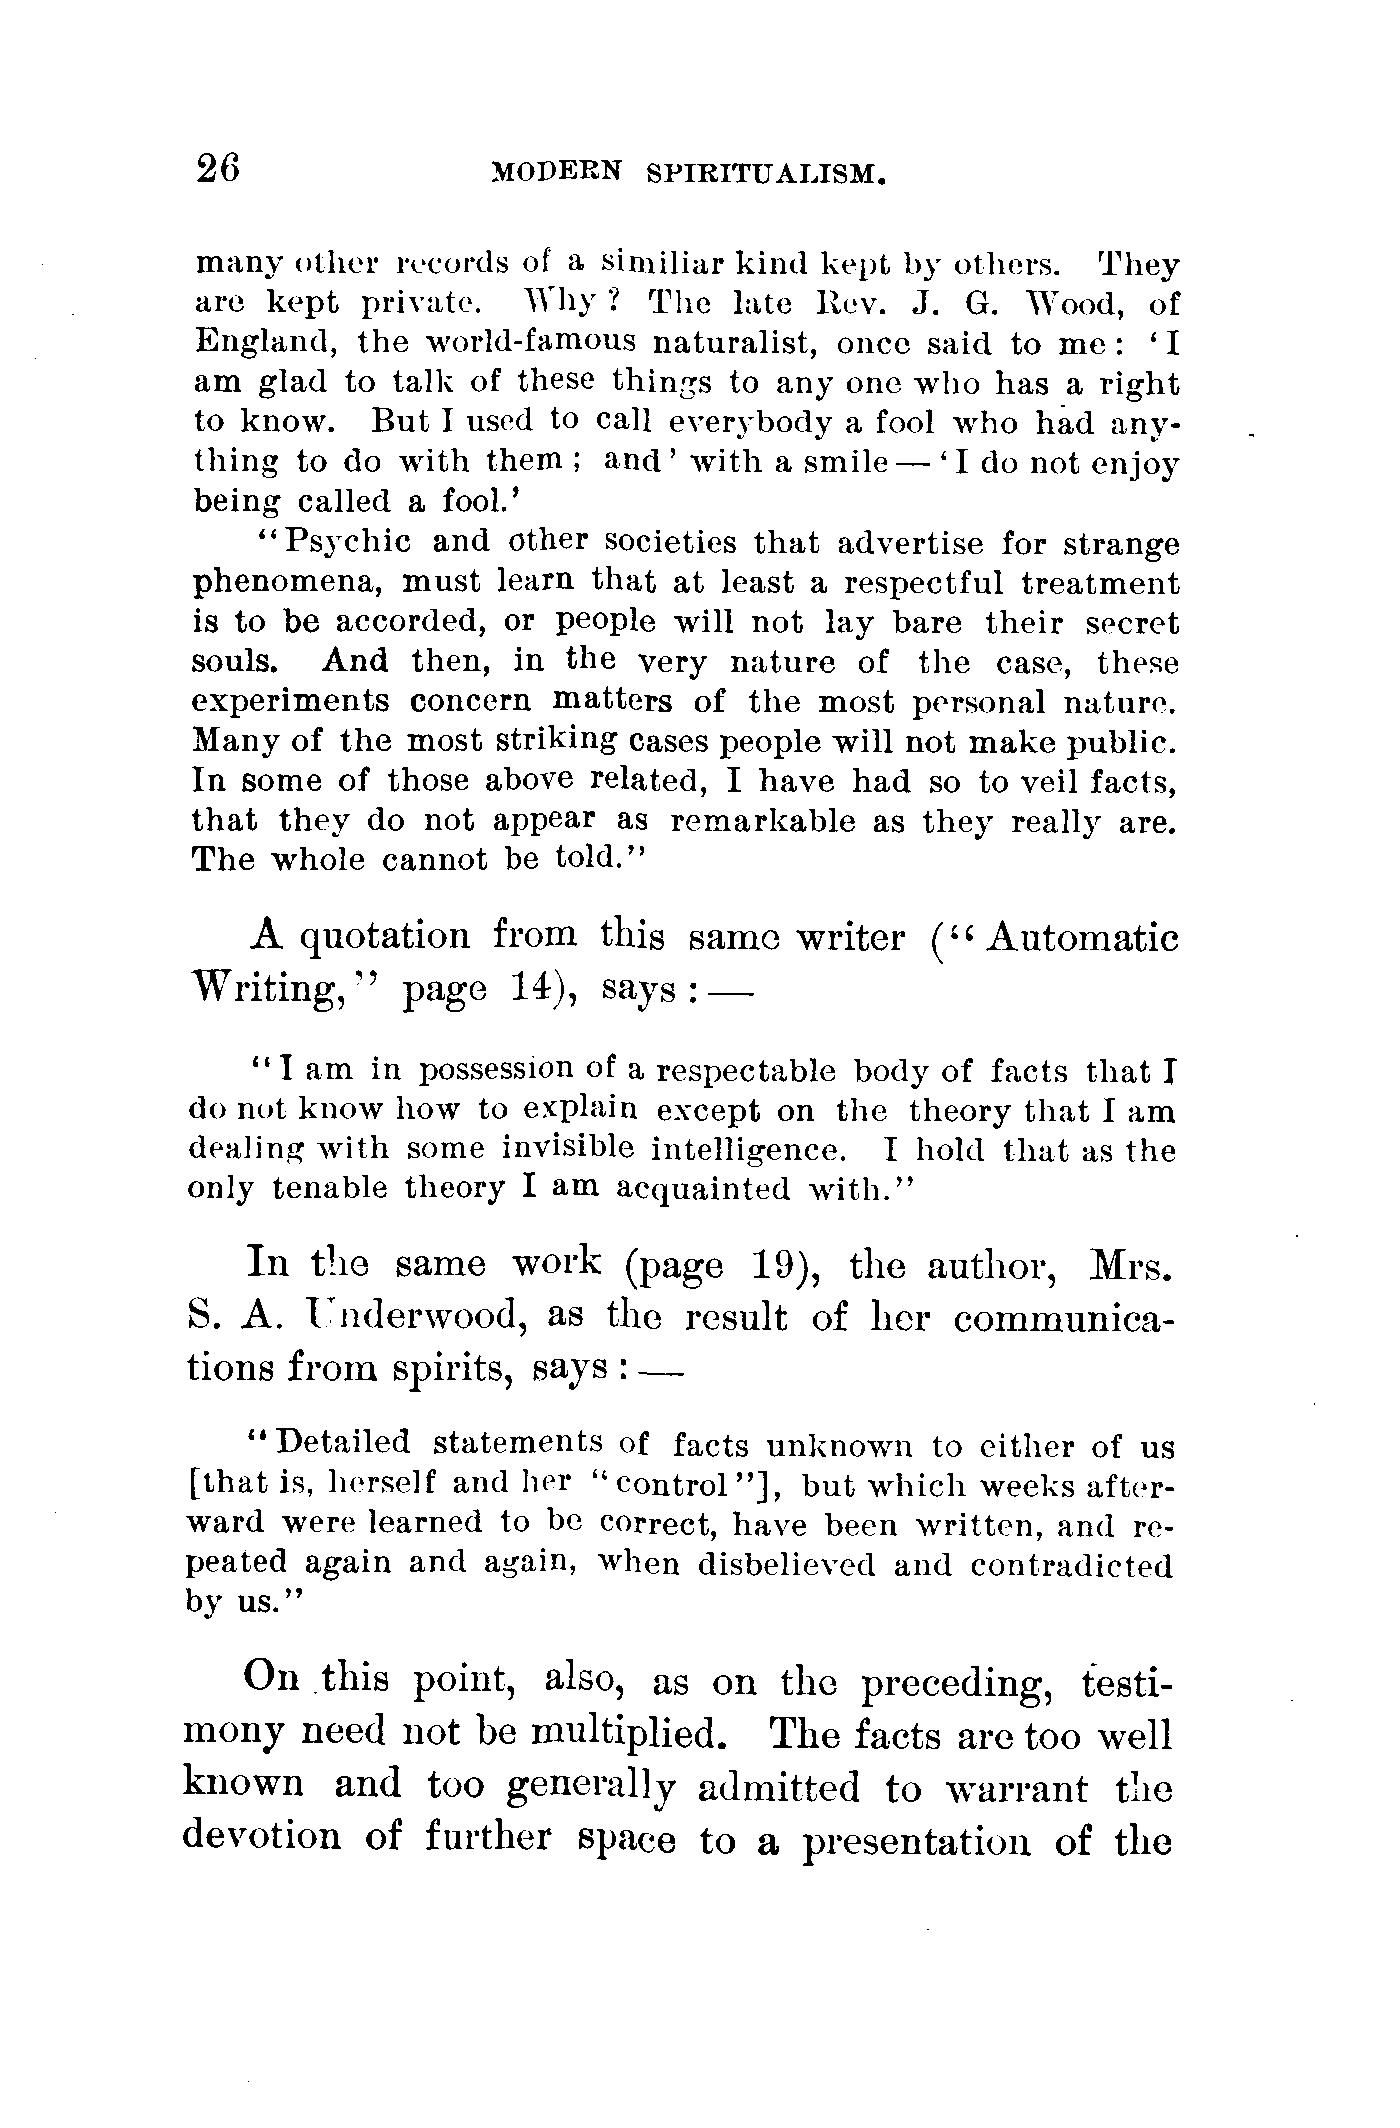 26 MODERN SPIRITUALISM.
many other records of a similiar kind kept by others. They
are kept private. Why? The late Rev. J. G. Wood, of
England, the world-famous naturalist, once said to me: ‘I
am glad to talk of these things to any one who has a right
to know. But I used to call everybody a fool who had any-
thing to do with them; and’ with a smile — ‘I do not enjoy
being called a fool.’
“Psychic and other societies that advertise for strange
phenomena, must learn that at least a respectful treatment
is to be accorded, or people will not lay bare their secret
souls. And then, in the very nature of the case, these
experiments concern matters of the most personal nature.
Many of the most striking cases people will not make public.
In some of those above related, I have had so to veil facts,
that they do not appear as remarkable as they really are.
The whole cannot be told.”
A quotation from this same writer (“Automatic
Writing,” page 14), says: —
“I am in possession of a respectable body of facts that I
do not know how to explain except on the theory that I am
dealing with some invisible intelligence. I hold that as the
only tenable theory I am acquainted with.”
In the same work (page 19), the author, Mrs.
S. A. Underwood, as the result of her communica-
tions from spirits, says: —
“Detailed statements of facts unknown to either of us
[that is, herself and her “control”], but which weeks after-
ward were learned to be correct, have been written, and re-
peated again and again, when disbelieved and contradicted
by us.”
On this point, also, as on the preceding, testi-
mony need not be multiplied. The facts are too well
known and too generally admitted to warrant the
devotion of further space to a presentation of the